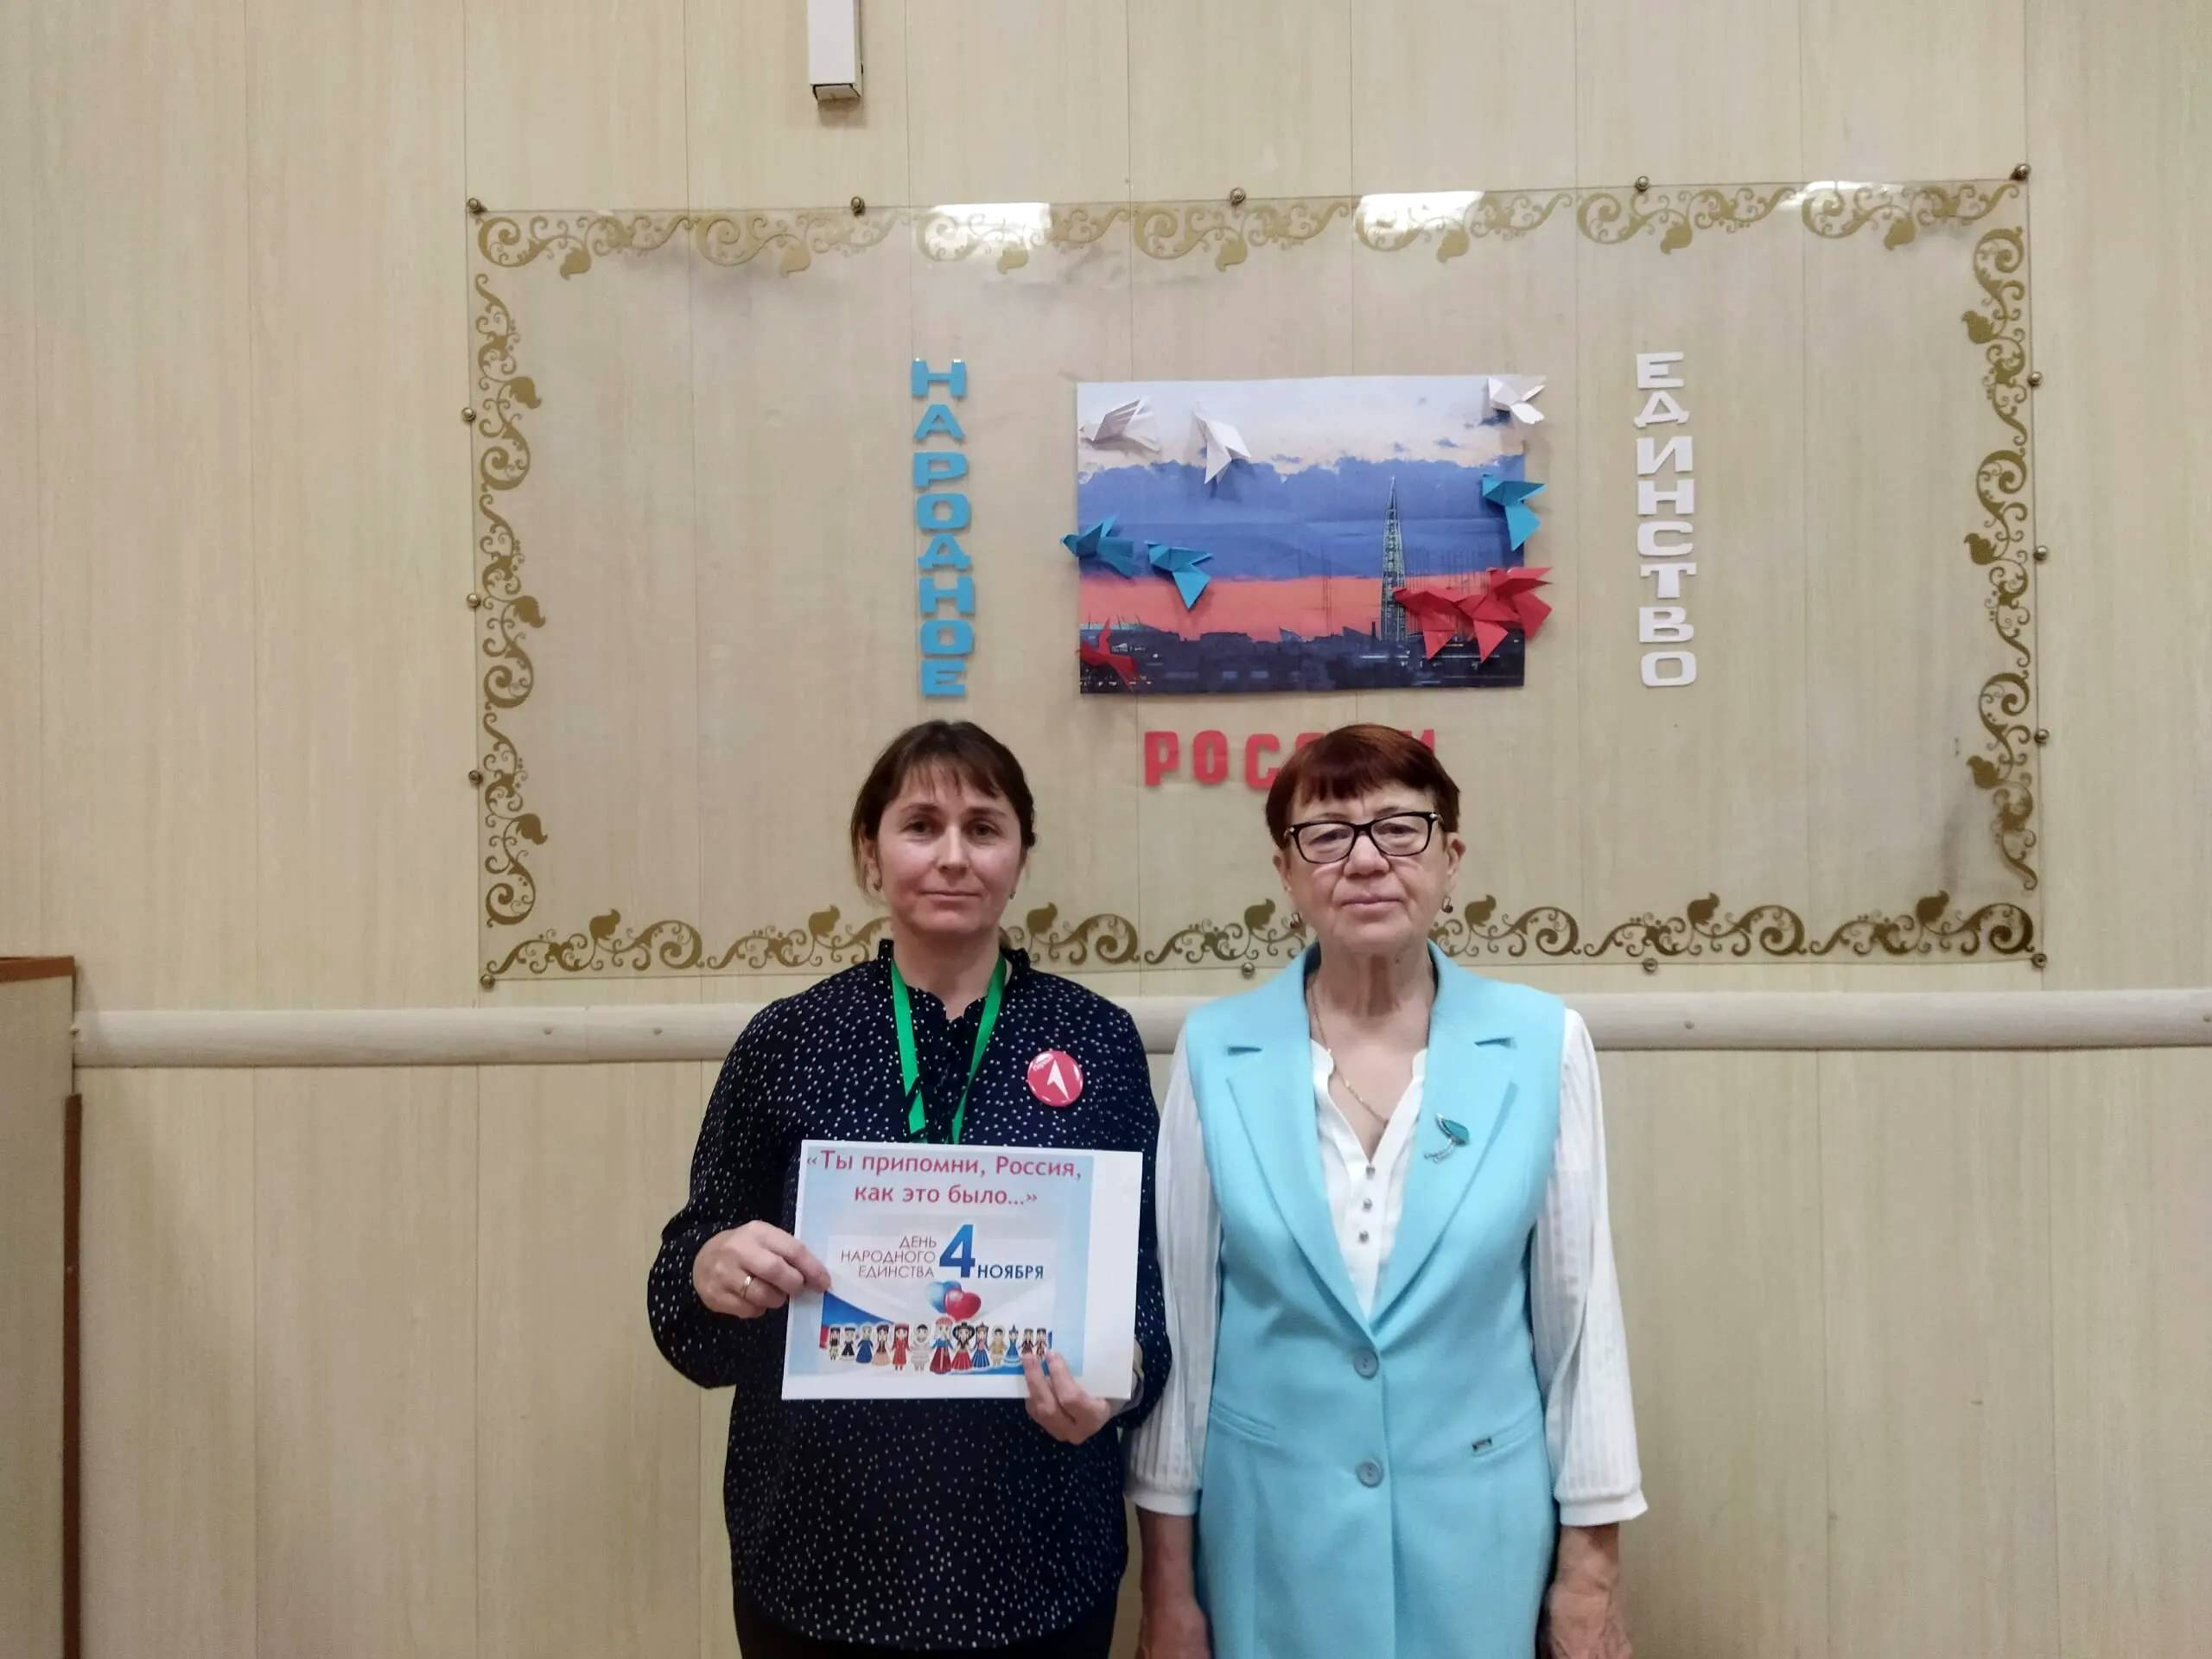 НАРОДНОЕ
ЕДИНСТВО
«Ты припомни, Россия,
как это было...»
ДЕНЬ
НАРОДНОГО
ЕДИНСТВА
4 НОЯБРЯ